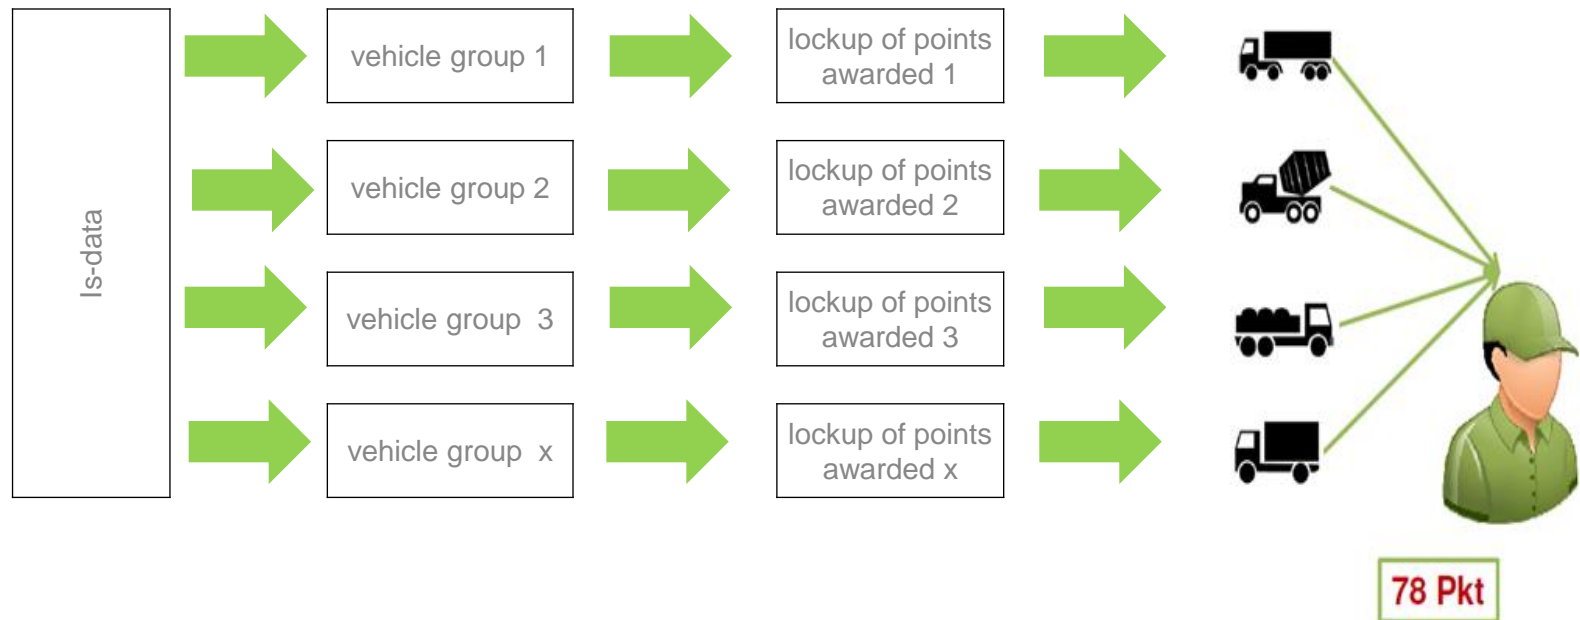 Is-data
vehicle group 1
lockup of points
awarded 1
vehicle group 2
lockup of points
awarded 2
vehicle group  3
lockup of points
awarded 3
vehicle group  x
lockup of points
awarded x
78 Pkt